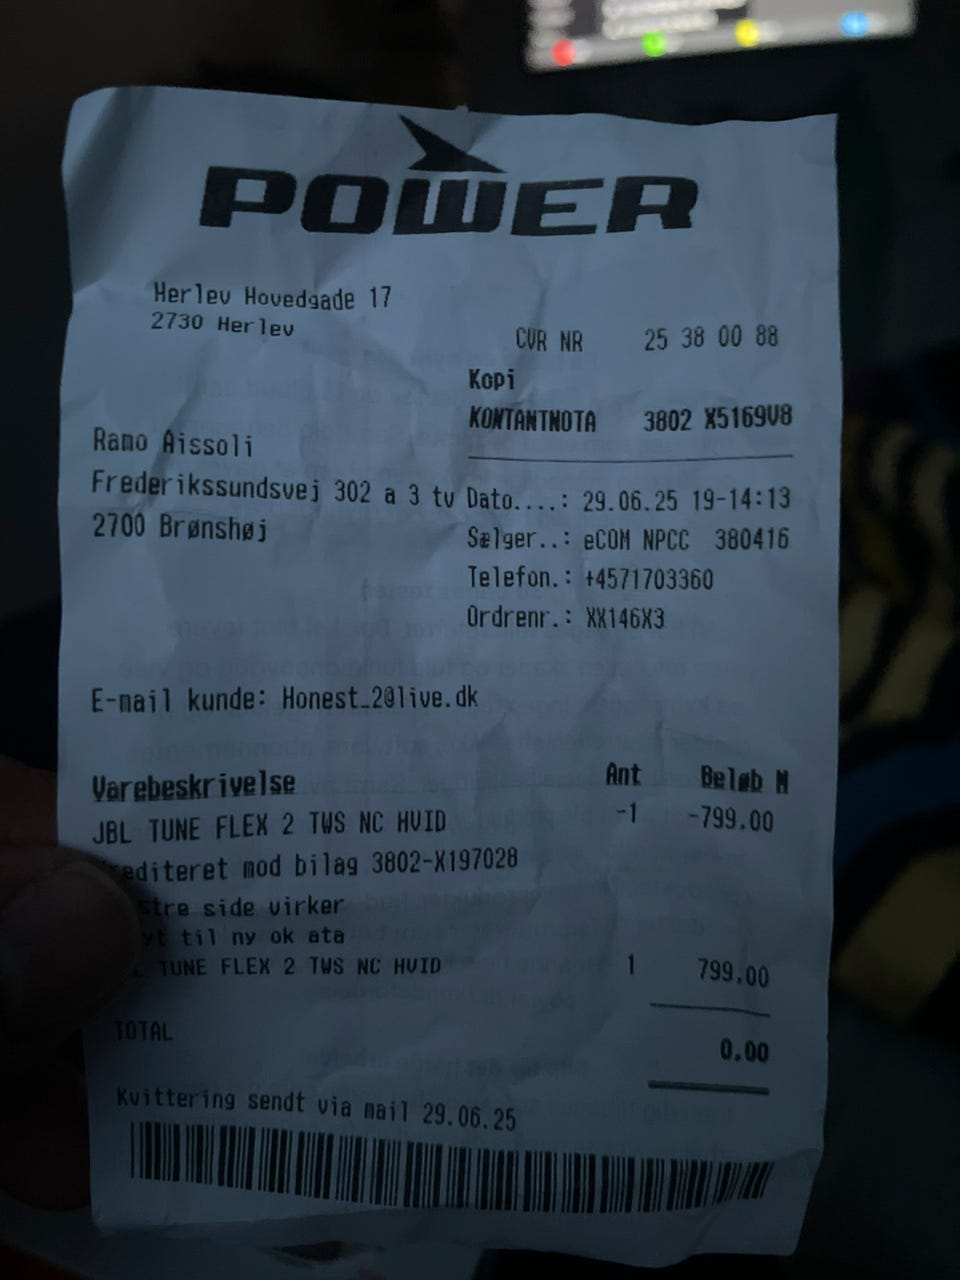 POWER
Herlev Hovedgade 17
2730 Herlev
CVR NR 25 38 00 88
Kopi
KONTANTNOTA 3802 X5169V8
Ramo Aissoli
Frederikssundsvej 302 a 3 tv
2700 Brønshøj
Dato....: 29.06.25 19-14:13
Sælger..: eCOM NPCC 380416
Telefon.: +4571703360
Ordrenr.: XX146X3
E-mail kunde: Honest_2@live.dk
Varebeskrivelse Ant Beløb M
JBL TUNE FLEX 2 TWS NC HVID -1 -799.00
editeret mod bilag 3802-X197028
stre side virker
yt til ny ok ata
L TUNE FLEX 2 TWS NC HVID 1 799.00
TOTAL 0.00
Kvittering sendt via mail 29.06.25